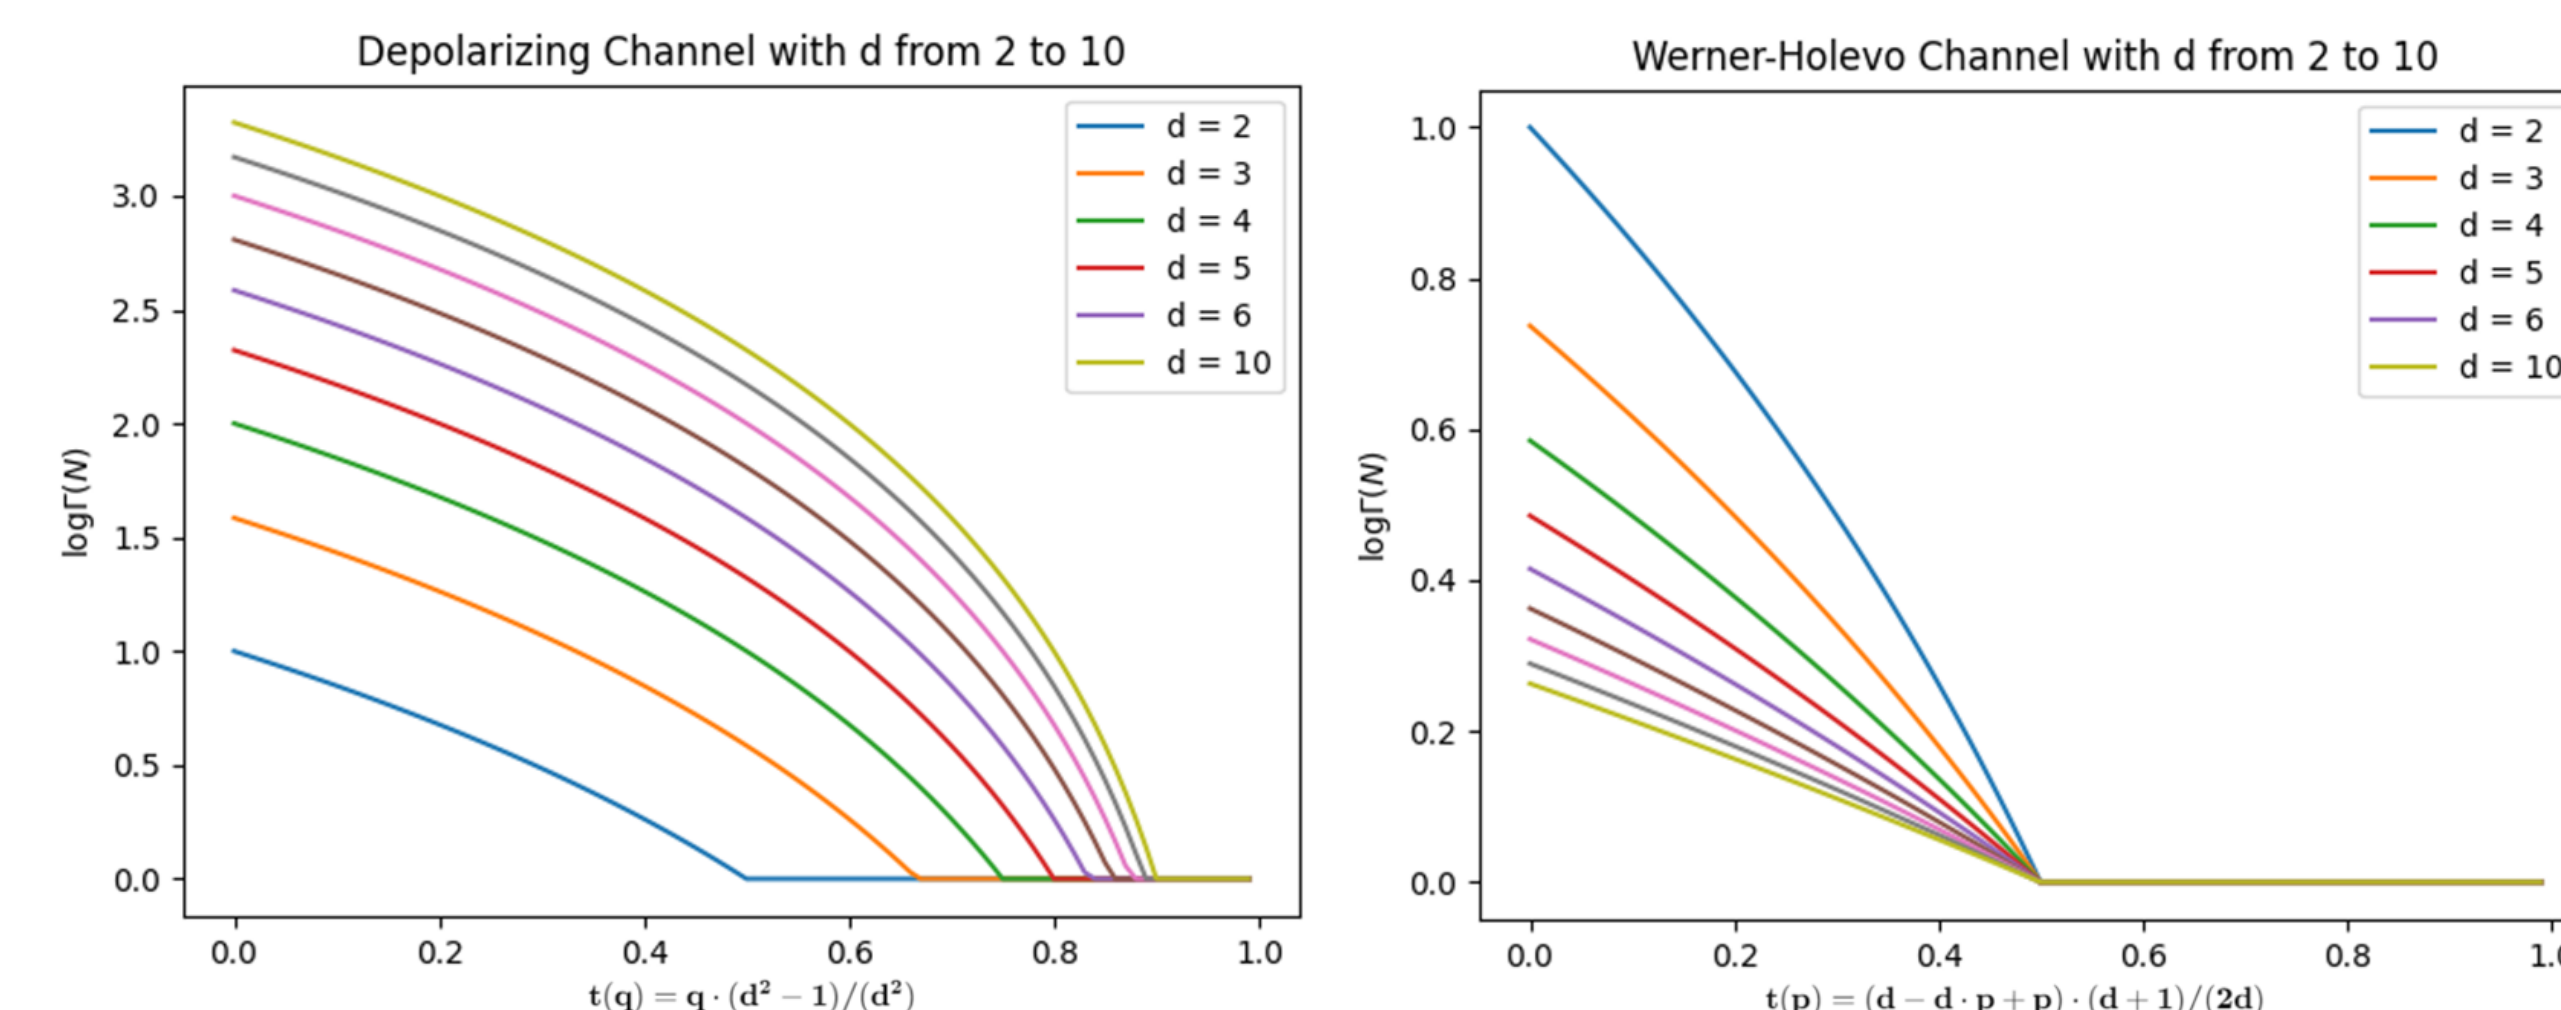 Depolarizing Channel with d from 2 to 10
d = 2
d = 3
d = 4
d = 5
d = 6
d = 10
3.0
2.5
2.0
1.5
1.0
0.5
0.0
logΓ(N)
0.0 0.2 0.4 0.6 0.8 1.0
t(q) = q · (d² − 1)/(d²)
Werner-Holevo Channel with d from 2 to 10
d = 2
d = 3
d = 4
d = 5
d = 6
d = 10
1.0
0.8
0.6
0.4
0.2
0.0
logΓ(N)
0.0 0.2 0.4 0.6 0.8 1.0
t(p) = (d − d · p + p) · (d + 1)/(2d)